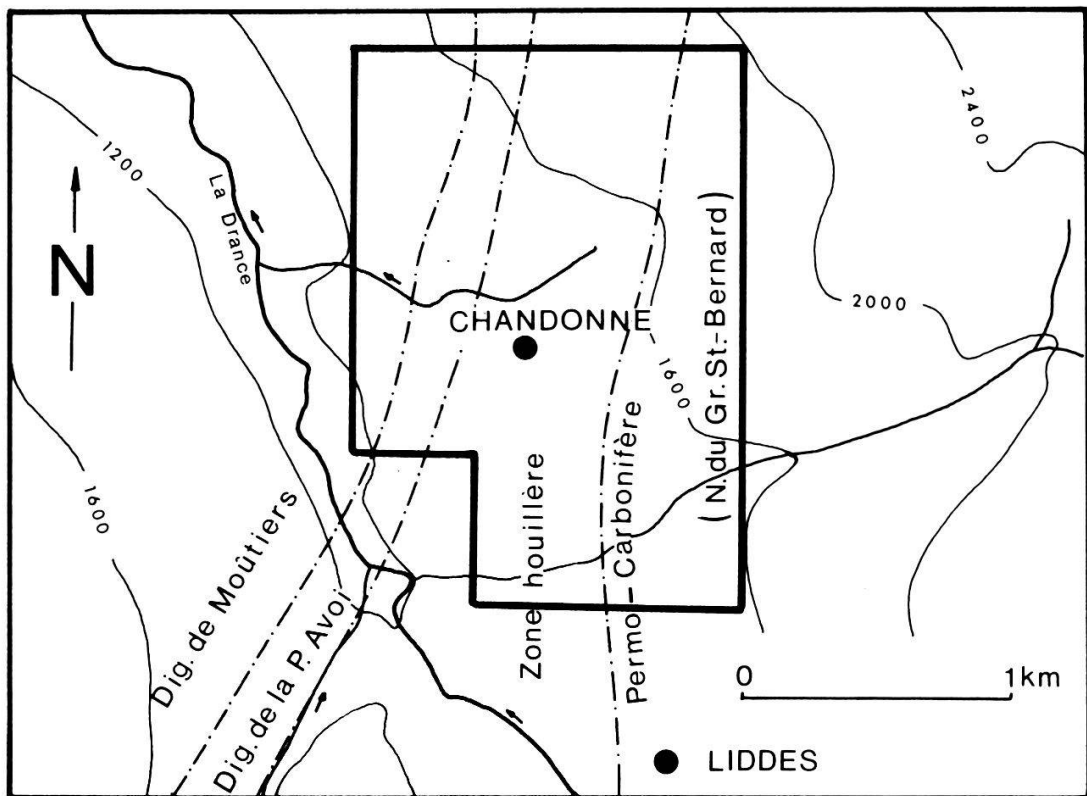 1200
2400
La Drance
N
2000
CHANDONNE
1600
(N. du Gr. St.-Bernard)
1600
Dig. de Moûtiers
Dig. de la P. Avoi
Zone houillère
Permo-Carbonifère
0 1km
LIDDES